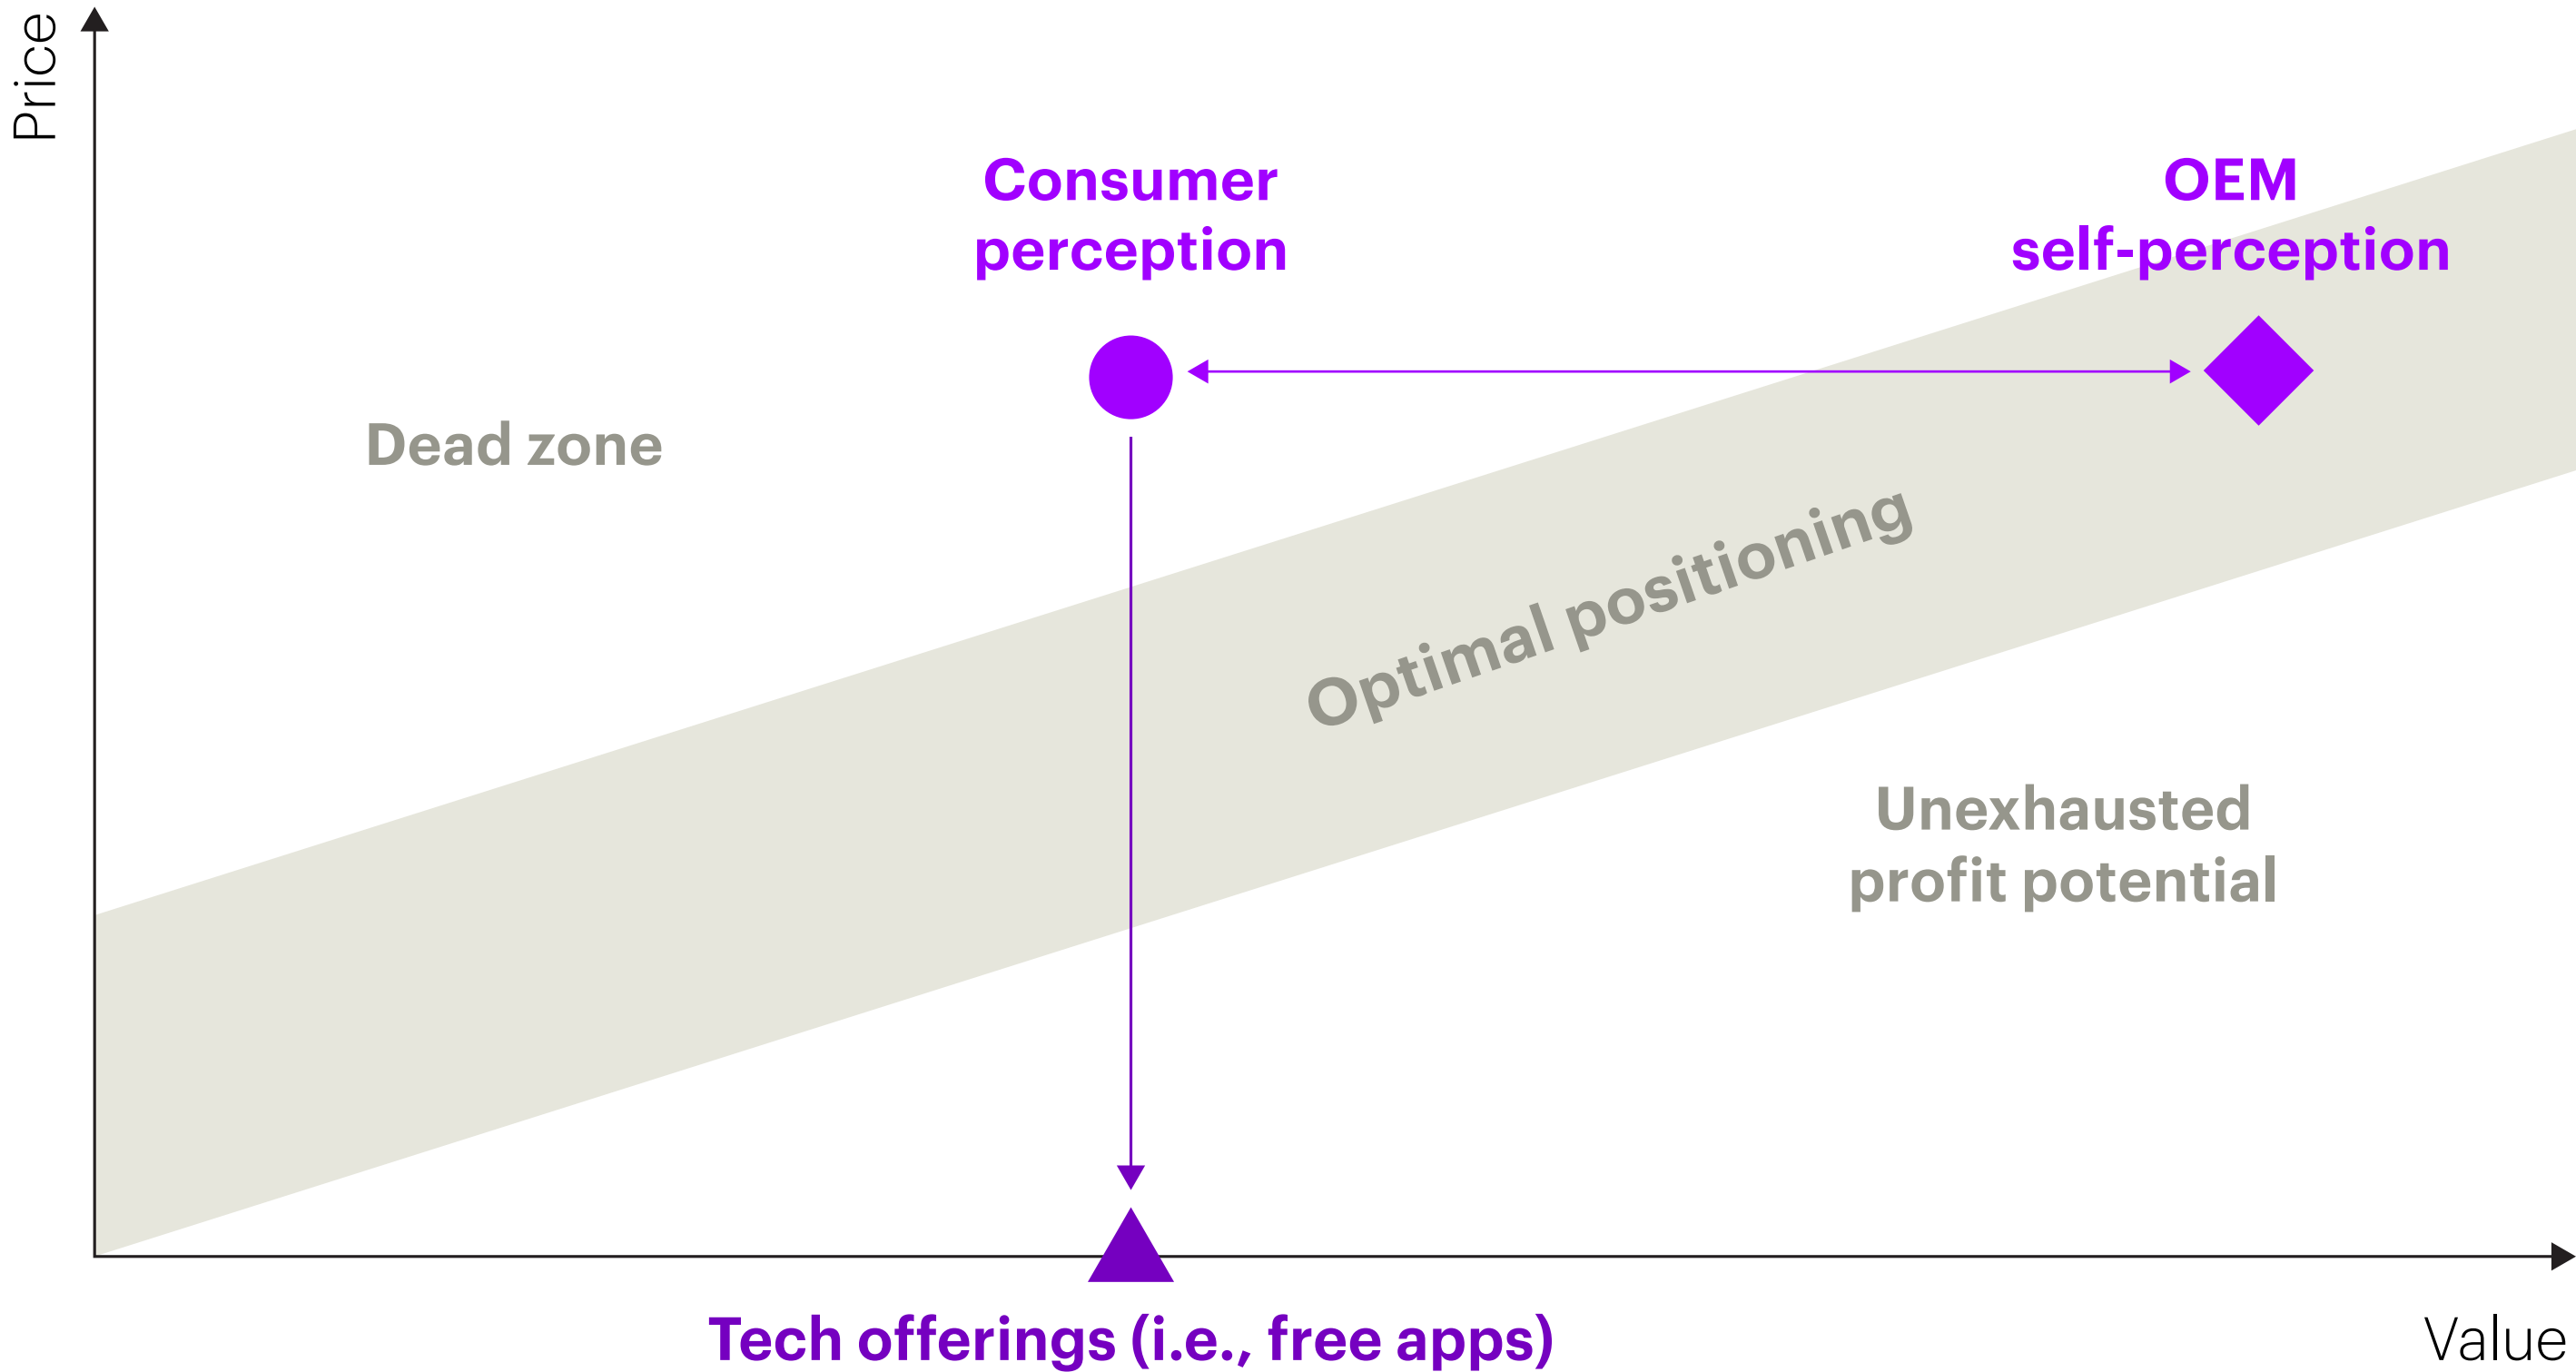 Price
Consumer
perception
OEM
self-perception
Dead zone
Optimal positioning
Unexhausted
profit potential
Tech offerings (i.e., free apps)
Value